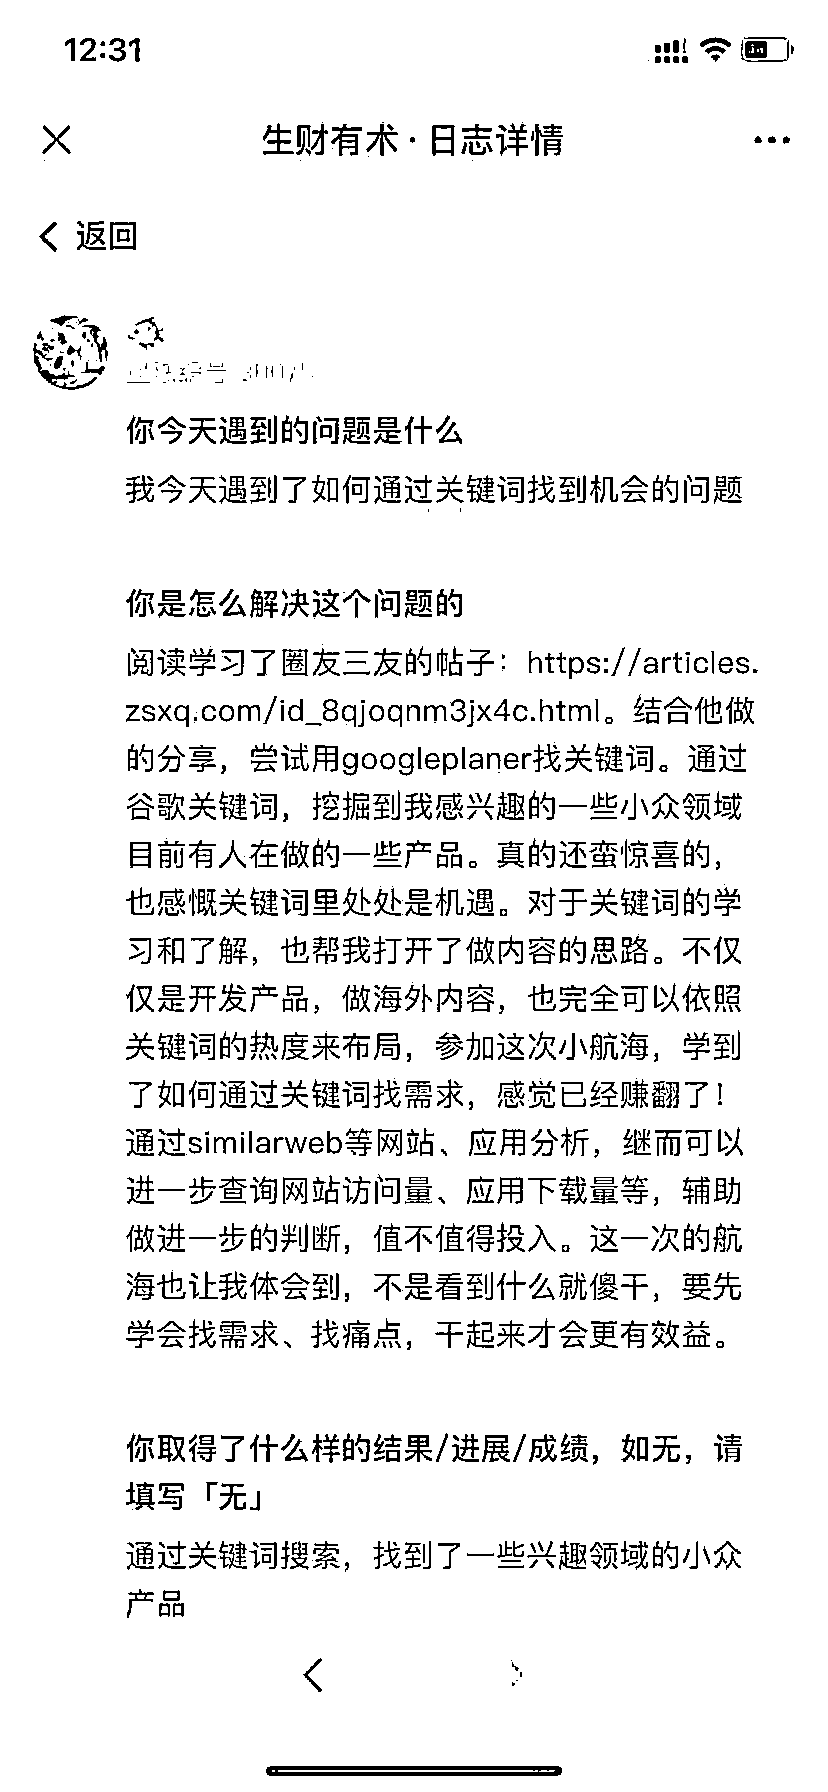 12:31
生财有术 · 日志详情
返回
你今天遇到的问题是什么
我今天遇到了如何通过关键词找到机会的问题
你是怎么解决这个问题的
阅读学习了圈友三友的帖子：https://articles.
zsxq.com/id_8qjoqnm3jx4c.html。结合他做
的分享，尝试用googleplaner找关键词。通过
谷歌关键词，挖掘到我感兴趣的一些小众领域
目前有人在做的一些产品。真的还蛮惊喜的，
也感慨关键词里处处是机遇。对于关键词的学
习和了解，也帮我打开了做内容的思路。不仅
仅是开发产品，做海外内容，也完全可以依照
关键词的热度来布局，参加这次小航海，学到
了如何通过关键词找需求，感觉已经赚翻了！
通过similarweb等网站、应用分析，继而可以
进一步查询网站访问量、应用下载量等，辅助
做进一步的判断，值不值得投入。这一次的航
海也让我体会到，不是看到什么就傻干，要先
学会找需求、找痛点，干起来才会更有效益。
你取得了什么样的结果/进展/成绩，如无，请
填写「无」
通过关键词搜索，找到了一些兴趣领域的小众
产品